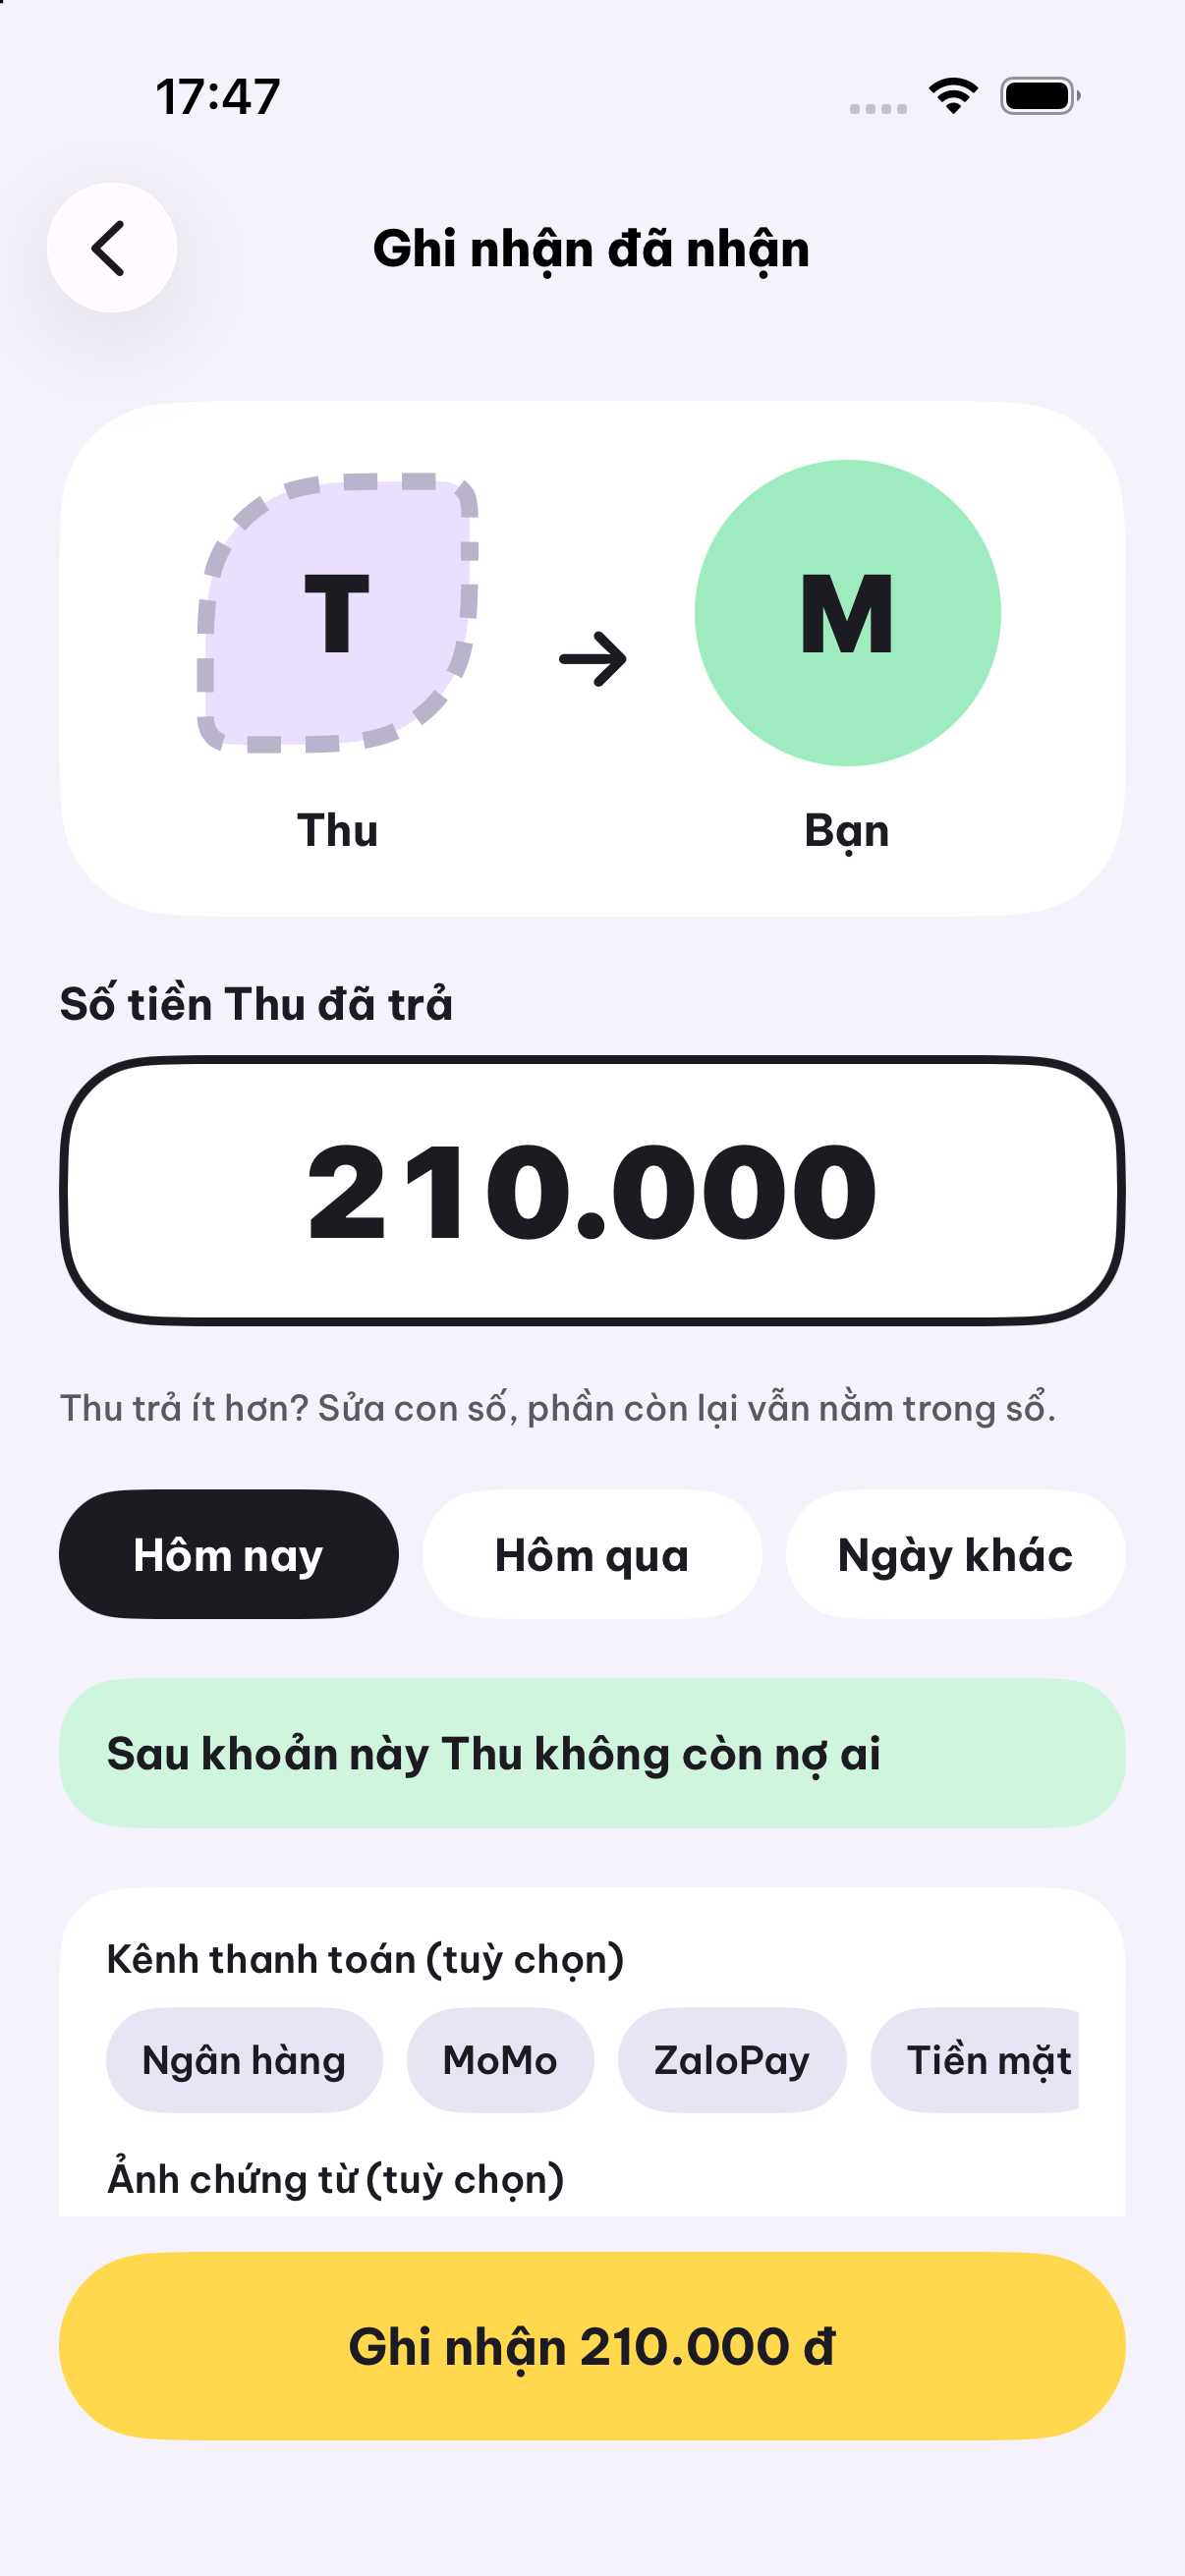 17:47
Ghi nhận đã nhận
T
M
Thu
Bạn
Số tiền Thu đã trả
210.000
Thu trả ít hơn? Sửa con số, phần còn lại vẫn nằm trong sổ.
Hôm nay
Hôm qua
Ngày khác
Sau khoản này Thu không còn nợ ai
Kênh thanh toán (tuỳ chọn)
Ngân hàng
MoMo
ZaloPay
Tiền mặt
Ảnh chứng từ (tuỳ chọn)
Ghi nhận 210.000 đ